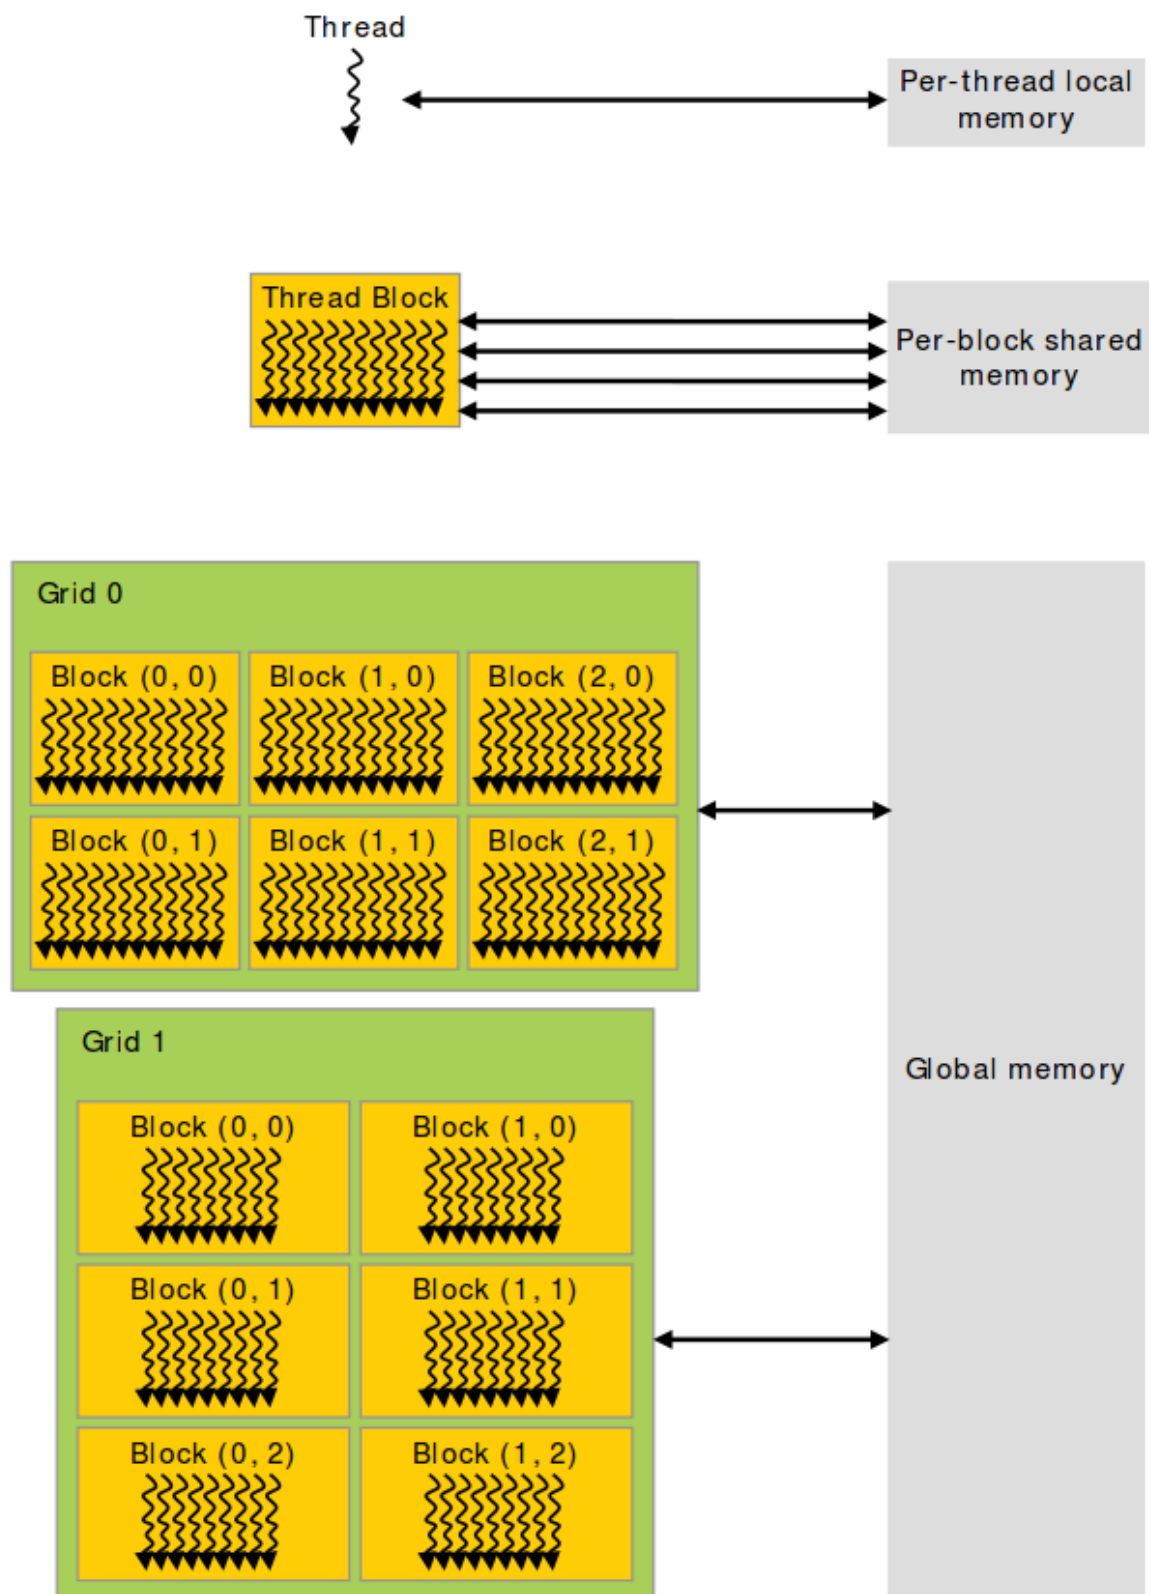 Thread
Per-thread local
memory
Thread Block
Per-block shared
memory
Grid 0
Block (0, 0)
Block (1, 0)
Block (2, 0)
Block (0, 1)
Block (1, 1)
Block (2, 1)
Grid 1
Global memory
Block (0, 0)
Block (1, 0)
Block (0, 1)
Block (1, 1)
Block (0, 2)
Block (1, 2)